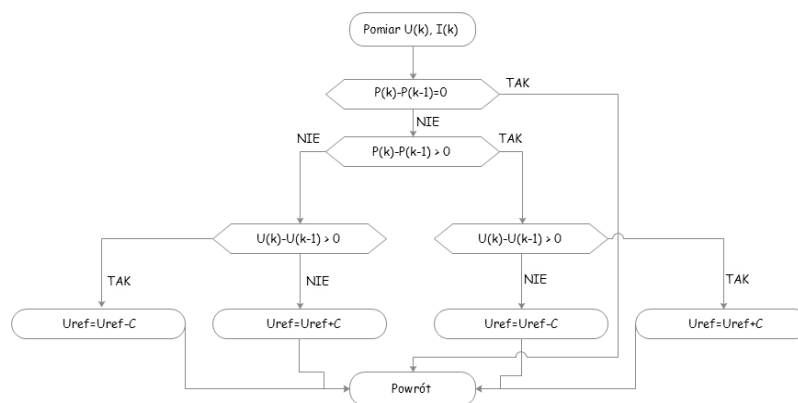 Pomiar U(k), I(k)
TAK
P(k)-P(k-1)=0
NIE
NIE
TAK
P(k)-P(k-1) > 0
U(k)-U(k-1) > 0
U(k)-U(k-1) > 0
TAK
NIE
NIE
TAK
Uref=Uref-C
Uref=Uref+C
Uref=Uref-C
Uref=Uref+C
Powrót